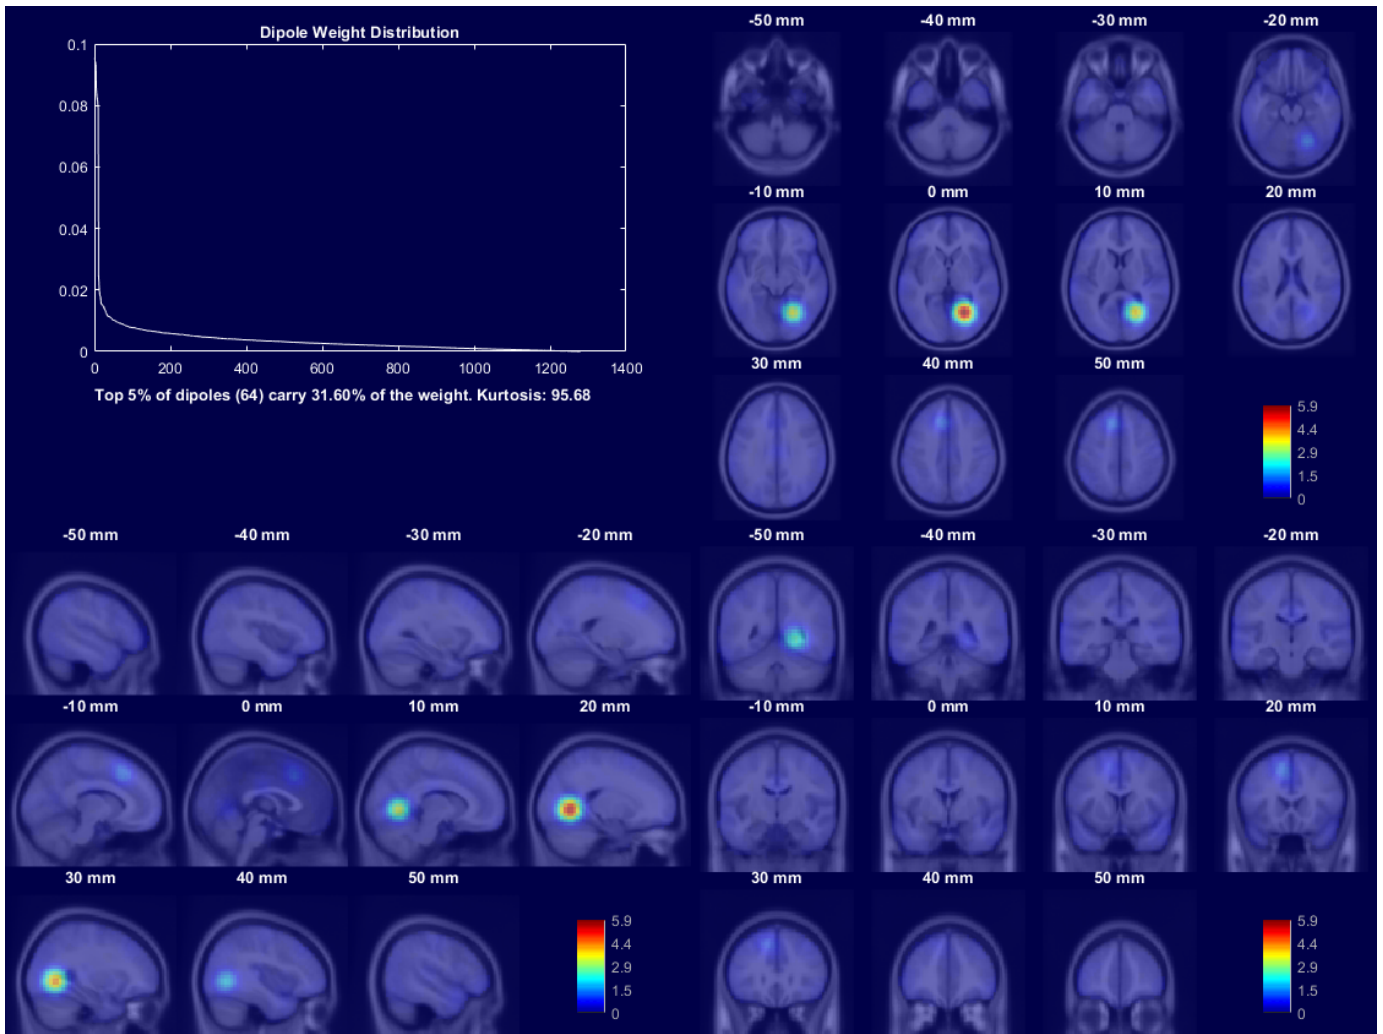 Dipole Weight Distribution
0.1
0.08
0.06
0.04
0.02
0
0 200 400 600 800 1000 1200 1400
Top 5% of dipoles (64) carry 31.60% of the weight. Kurtosis: 95.68
-50 mm -40 mm -30 mm -20 mm
-10 mm 0 mm 10 mm 20 mm
30 mm 40 mm 50 mm
5.9
4.4
2.9
1.5
0
-50 mm -40 mm -30 mm -20 mm
-10 mm 0 mm 10 mm 20 mm
30 mm 40 mm 50 mm
5.9
4.4
2.9
1.5
0
-50 mm -40 mm -30 mm -20 mm
-10 mm 0 mm 10 mm 20 mm
30 mm 40 mm 50 mm
5.9
4.4
2.9
1.5
0